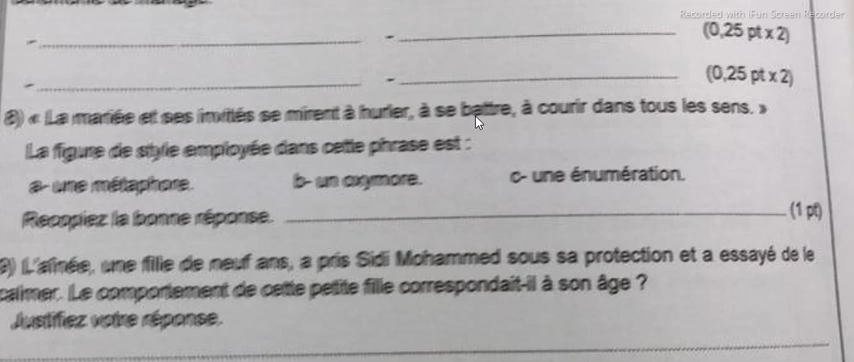 Recorded with iFun Screen Recorder
- - (0,25 pt x 2)
- - (0,25 pt x 2)
8) « La mariée et ses invités se mirent à hurler, à se battre, à courir dans tous les sens. »
La figure de style employée dans cette phrase est :
a- une métaphore. b- un oxymore. c- une énumération.
Recopiez la bonne réponse. (1 pt)
9) L'aînée, une fille de neuf ans, a pris Sidi Mohammed sous sa protection et a essayé de le
calmer. Le comportement de cette petite fille correspondait-il à son âge ?
Justifiez votre réponse.